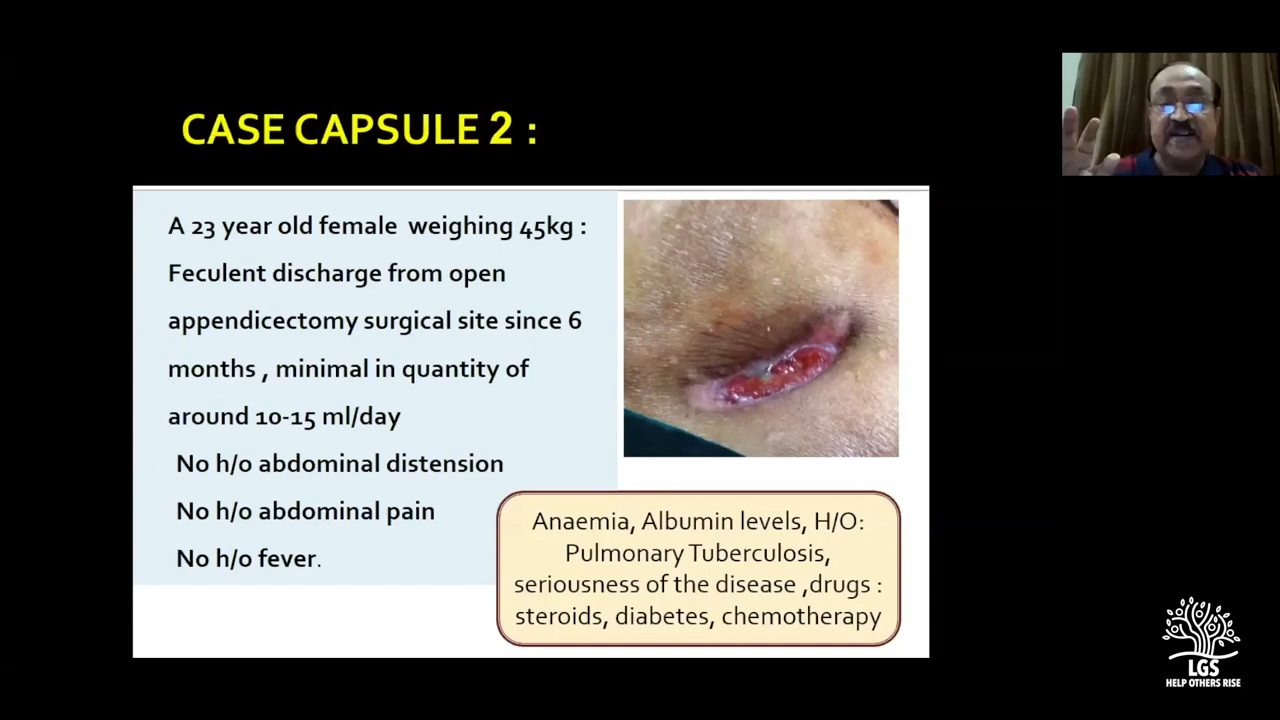 CASE CAPSULE 2 :
A 23 year old female weighing 45kg :
Feculent discharge from open
appendicectomy surgical site since 6
months , minimal in quantity of
around 10-15 ml/day
No h/o abdominal distension
No h/o abdominal pain
No h/o fever.
Anaemia, Albumin levels, H/O:
Pulmonary Tuberculosis,
seriousness of the disease ,drugs :
steroids, diabetes, chemotherapy
LGS
HELP OTHERS RISE